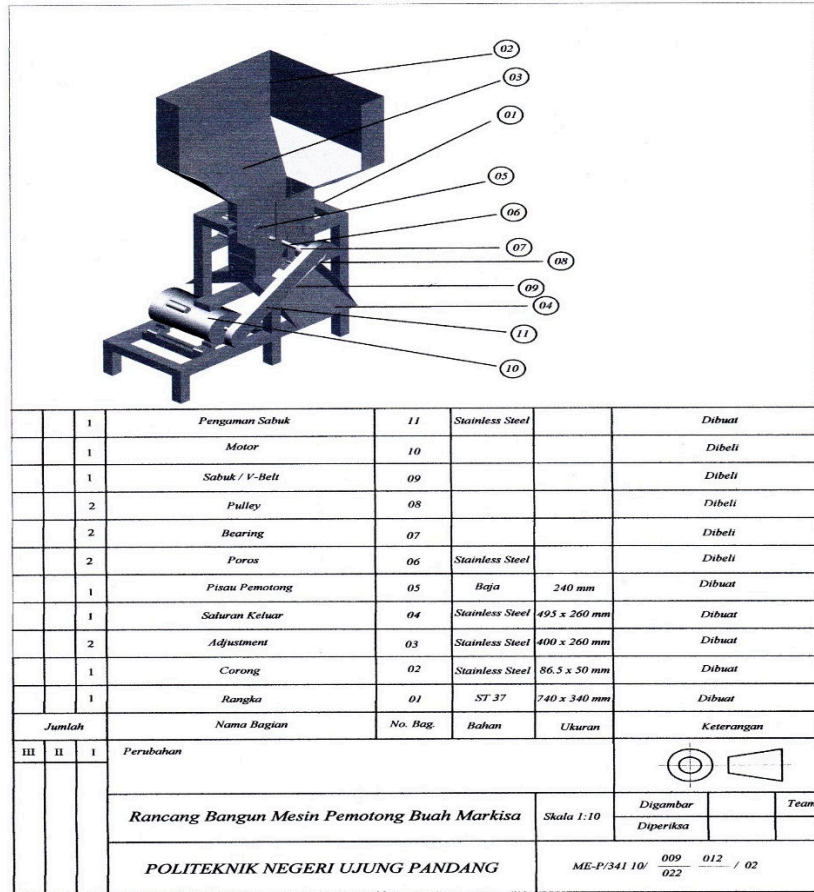 02
03
01
05
06
07
08
09
04
11
10
1 Pengaman Sabuk 11 Stainless Steel Dibuat
1 Motor 10 Dibeli
1 Sabuk / V-Belt 09 Dibeli
2 Pulley 08 Dibeli
2 Bearing 07 Dibeli
2 Poros 06 Stainless Steel Dibeli
1 Pisau Pemotong 05 Baja 240 mm Dibuat
1 Saluran Keluar 04 Stainless Steel 495 x 260 mm Dibuat
2 Adjustment 03 Stainless Steel 400 x 260 mm Dibuat
1 Corong 02 Stainless Steel 86.5 x 50 mm Dibuat
1 Rangka 01 ST 37 740 x 340 mm Dibuat
Jumlah Nama Bagian No. Bag. Bahan Ukuran Keterangan
III II I Perubahan
Rancang Bangun Mesin Pemotong Buah Markisa Skala 1:10 Digambar Team
Diperiksa
POLITEKNIK NEGERI UJUNG PANDANG ME-P/341 10/ 009 012 / 02
022